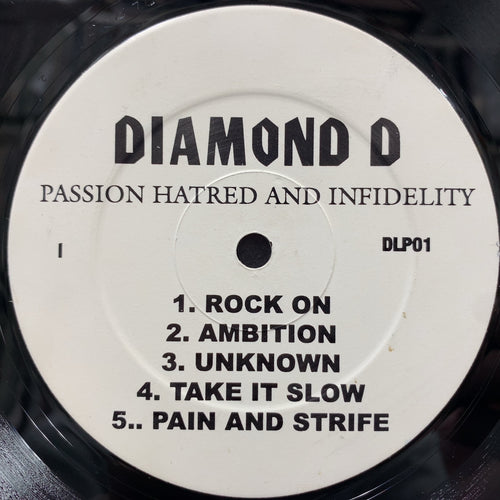 DIAMOND D
PASSION HATRED AND INFIDELITY
I DLP01
1. ROCK ON
2. AMBITION
3. UNKNOWN
4. TAKE IT SLOW
5.. PAIN AND STRIFE